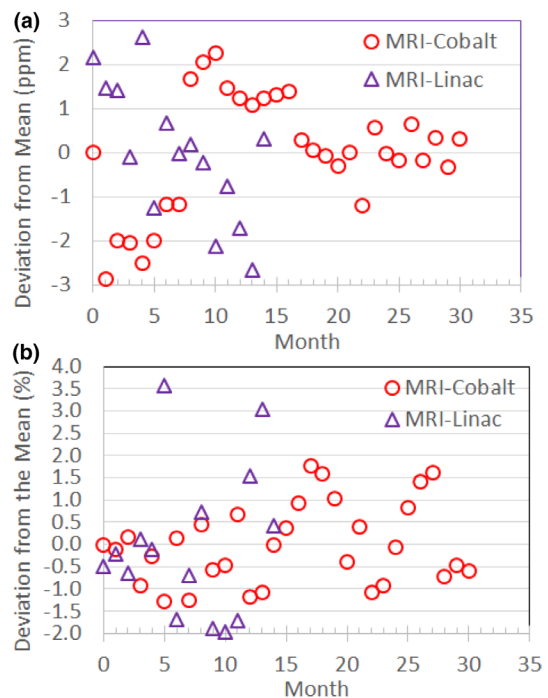 (a)
Deviation from Mean (ppm)
3
2
1
0
-1
-2
-3
MRI-Cobalt
MRI-Linac
0 5 10 15 20 25 30 35
Month
(b)
Deviation from the Mean (%)
4.0
3.5
3.0
2.5
2.0
1.5
1.0
0.5
0.0
-0.5
-1.0
-1.5
-2.0
MRI-Cobalt
MRI-Linac
0 5 10 15 20 25 30 35
Month